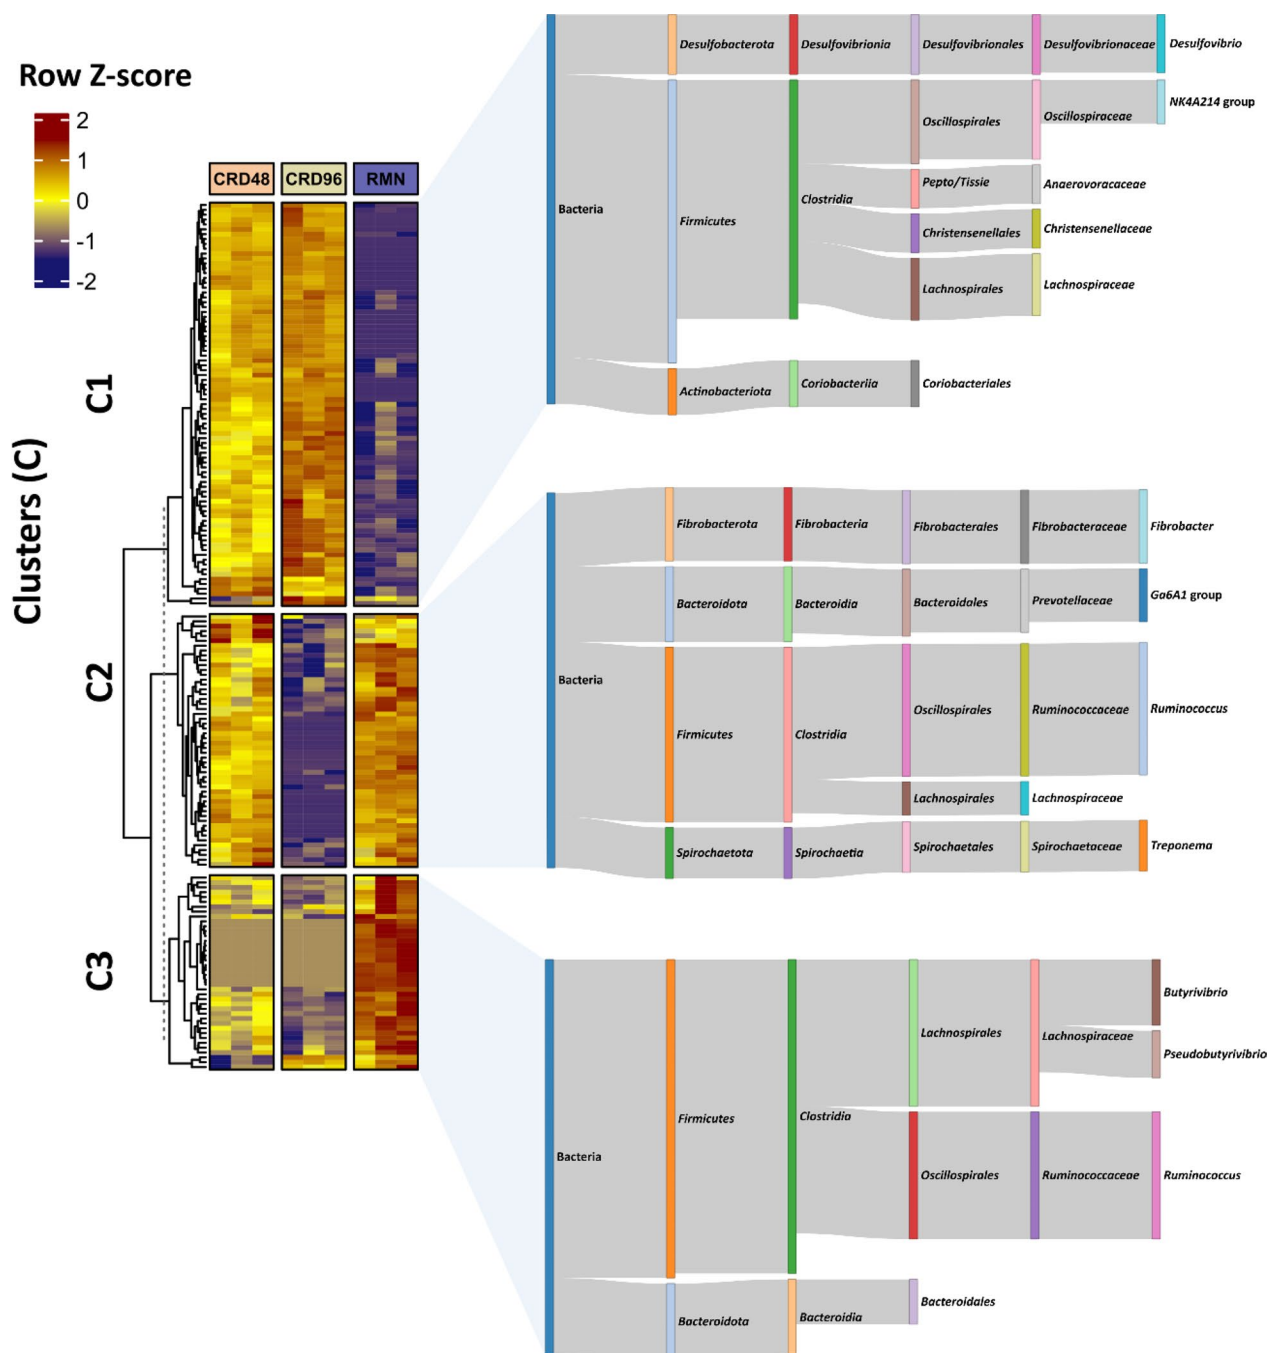 Row Z-score
2
1
0
-1
-2
CRD48
CRD96
RMN
Clusters (C)
C1
C2
C3
Bacteria
Desulfobacterota
Desulfovibrionia
Desulfovibrionales
Desulfovibrionaceae
Desulfovibrio
Firmicutes
Clostridia
Oscillospirales
Oscillospiraceae
NK4A214 group
Pepto/Tissie
Anaerovoracaceae
Christensenellales
Christensenellaceae
Lachnospirales
Lachnospiraceae
Actinobacteriota
Coriobacteriia
Coriobacteriales
Bacteria
Fibrobacterota
Fibrobacteria
Fibrobacterales
Fibrobacteraceae
Fibrobacter
Bacteroidota
Bacteroidia
Bacteroidales
Prevotellaceae
Ga6A1 group
Firmicutes
Clostridia
Oscillospirales
Ruminococcaceae
Ruminococcus
Lachnospirales
Lachnospiraceae
Spirochaetota
Spirochaetia
Spirochaetales
Spirochaetaceae
Treponema
Bacteria
Firmicutes
Clostridia
Lachnospirales
Lachnospiraceae
Butyrivibrio
Pseudobutyrivibrio
Oscillospirales
Ruminococcaceae
Ruminococcus
Bacteroidota
Bacteroidia
Bacteroidales